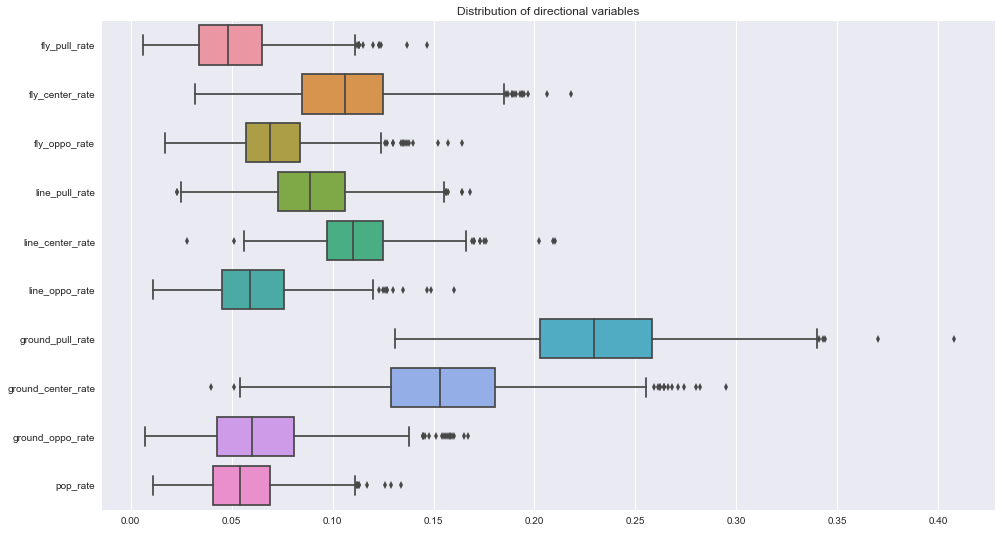 Distribution of directional variables
fly_pull_rate
fly_center_rate
fly_oppo_rate
line_pull_rate
line_center_rate
line_oppo_rate
ground_pull_rate
ground_center_rate
ground_oppo_rate
pop_rate
0.00 0.05 0.10 0.15 0.20 0.25 0.30 0.35 0.40